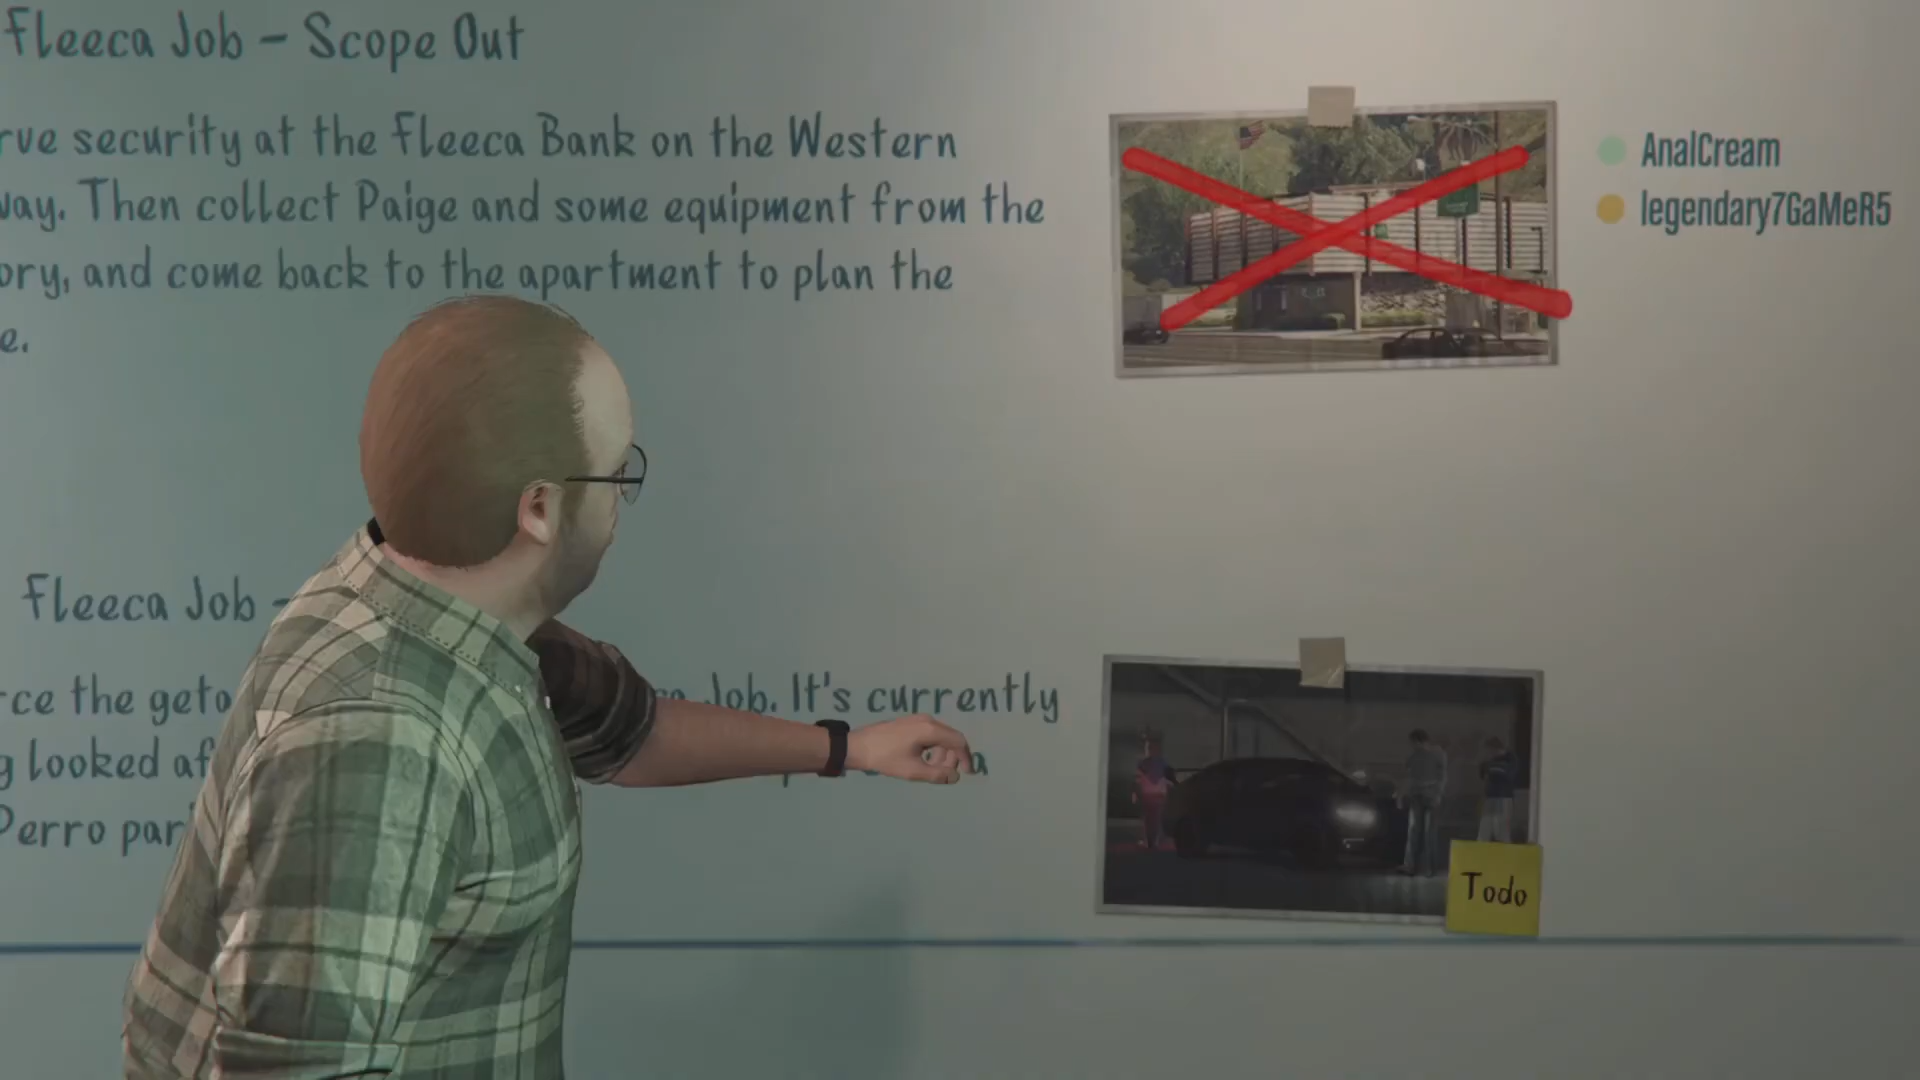 Fleeca Job - Scope Out
rve security at the Fleeca Bank on the Western
way. Then collect Paige and some equipment from the
ory, and come back to the apartment to plan the
e.
AnalCream
legendary7GaMeR5
Fleeca Job -
rce the geta Job. It's currently
g looked af a
Perro par
Todo